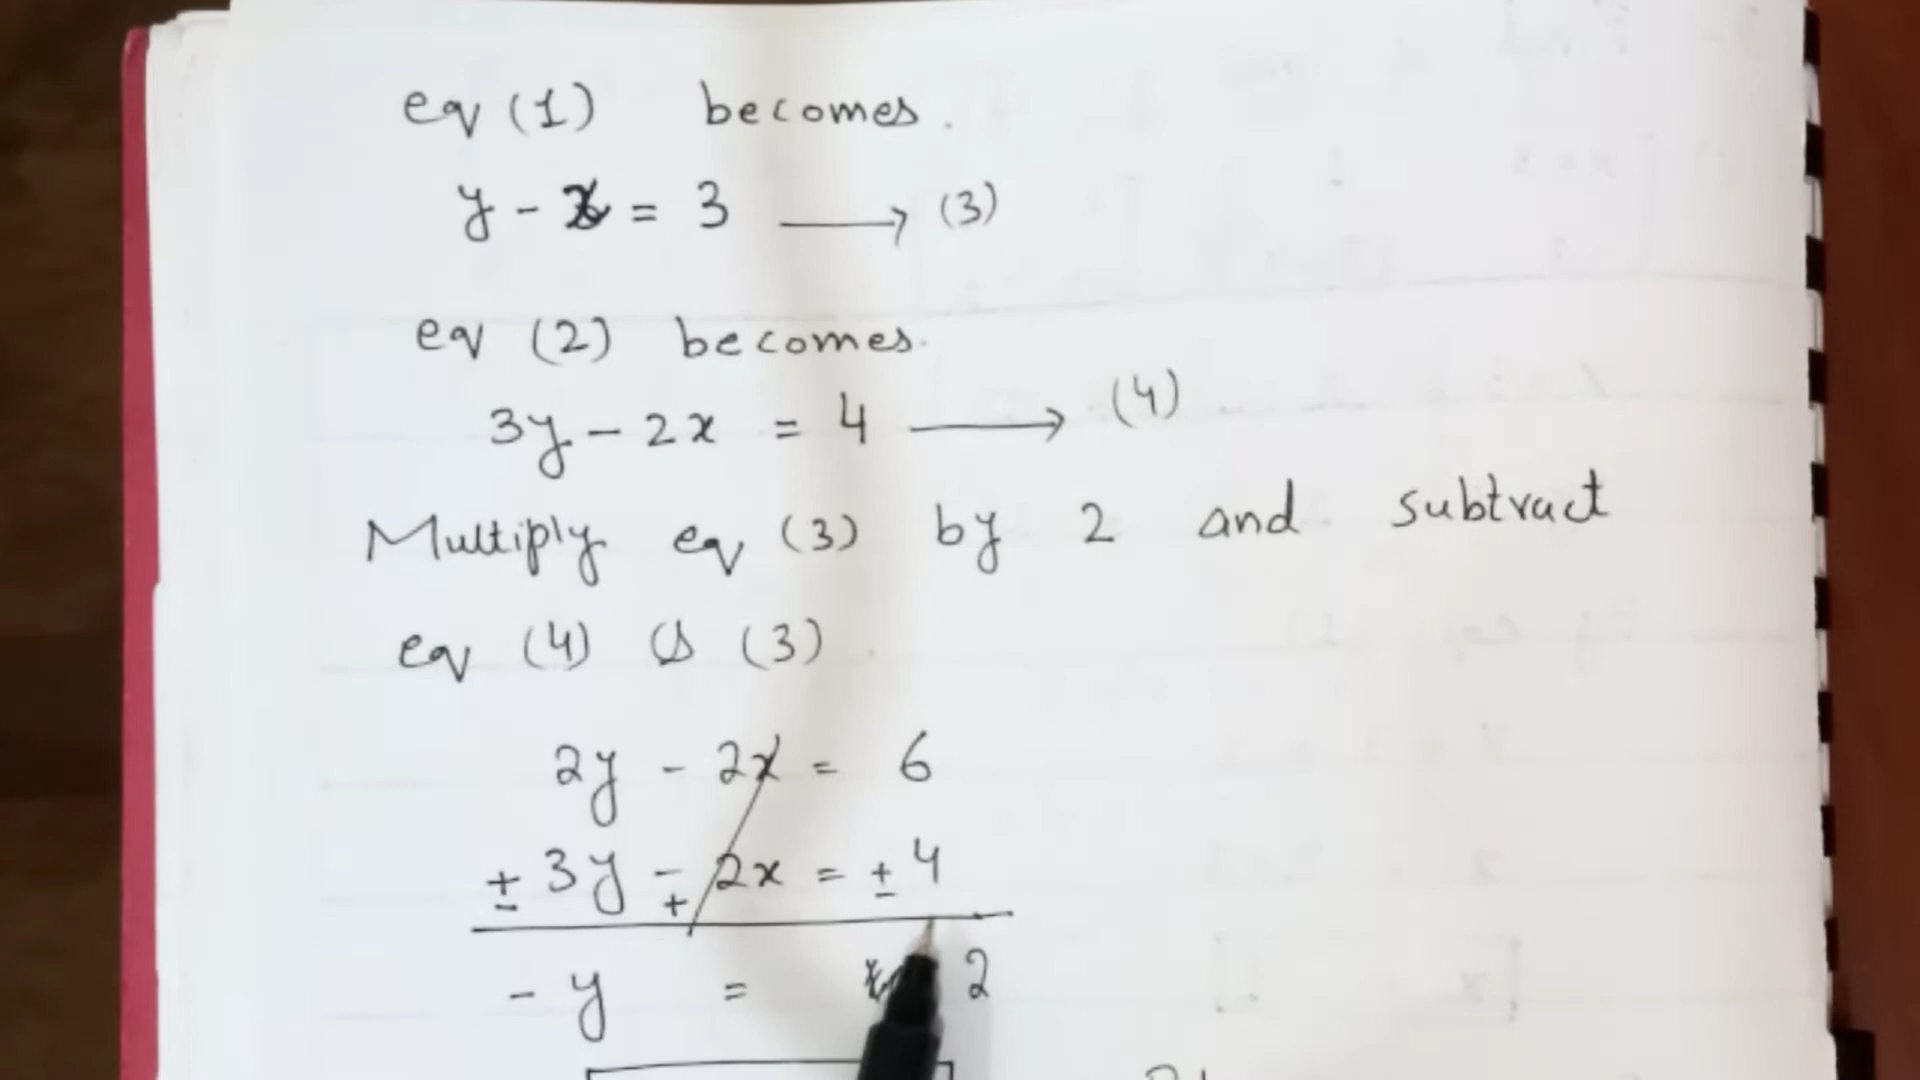 eq (1) becomes.
y - x = 3 ⟶ (3)
eq (2) becomes.
3y - 2x = 4 ⟶ (4)
Multiply eq (3) by 2 and subtract
eq (4) & (3)
2y - 2x = 6
± 3y ∓ 2x = ± 4
- y = 2